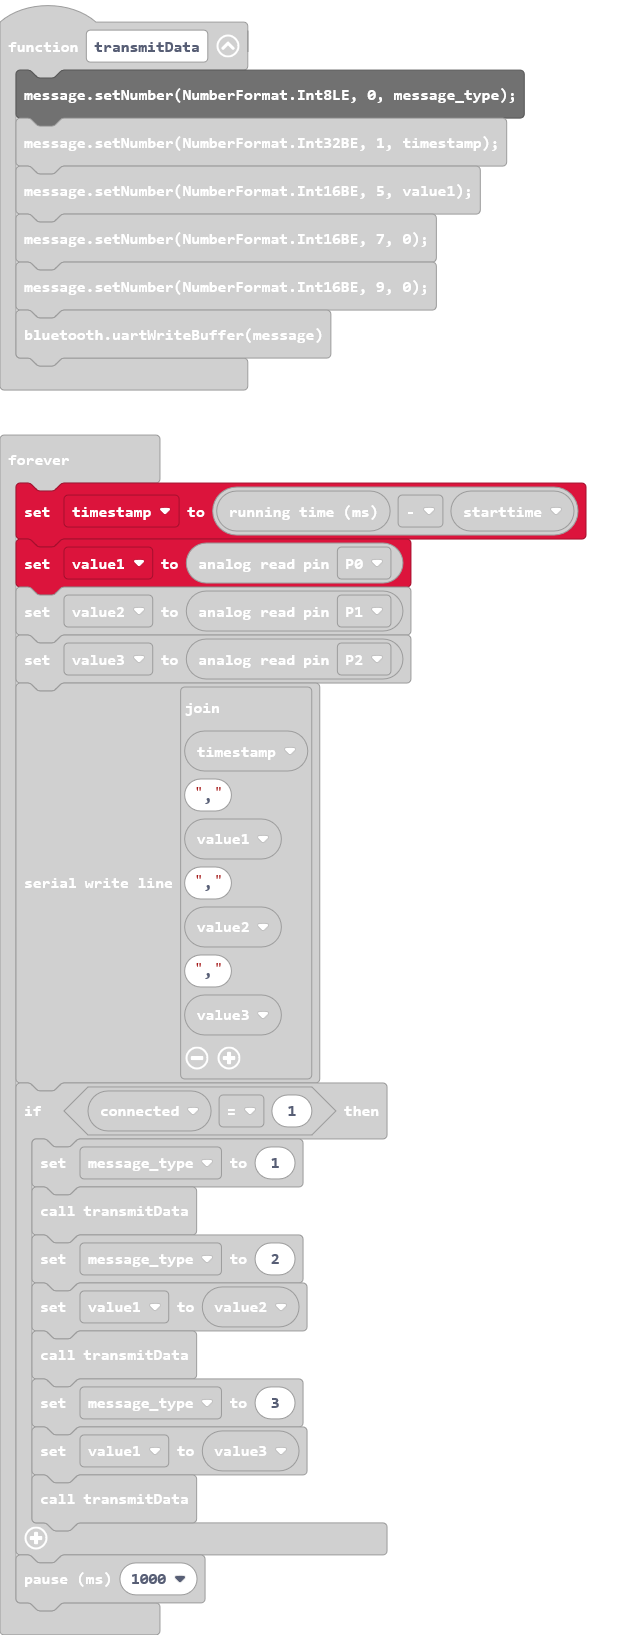 function transmitData
message.setNumber(NumberFormat.Int8LE, 0, message_type);
message.setNumber(NumberFormat.Int32BE, 1, timestamp);
message.setNumber(NumberFormat.Int16BE, 5, value1);
message.setNumber(NumberFormat.Int16BE, 7, 0);
message.setNumber(NumberFormat.Int16BE, 9, 0);
bluetooth.uartWriteBuffer(message)
forever
set timestamp to running time (ms) - starttime
set value1 to analog read pin P0
set value2 to analog read pin P1
set value3 to analog read pin P2
join
timestamp
","
value1
serial write line ","
value2
","
value3
if connected = 1 then
set message_type to 1
call transmitData
set message_type to 2
set value1 to value2
call transmitData
set message_type to 3
set value1 to value3
call transmitData
pause (ms) 1000